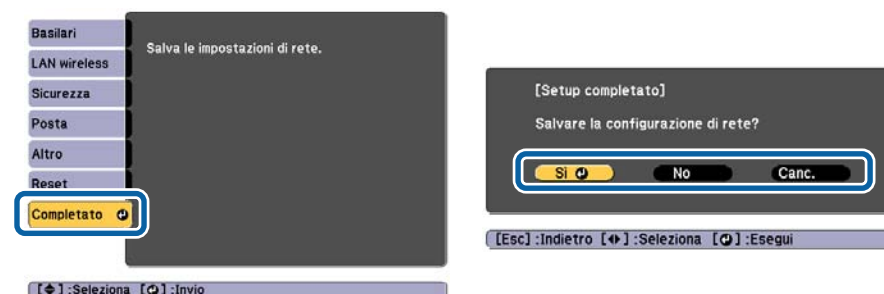 Basilari
LAN wireless
Sicurezza
Posta
Altro
Reset
Completato
Salva le impostazioni di rete.
[◆] :Seleziona [↵] :Invio
[Setup completato]
Salvare la configurazione di rete?
Sì No Canc.
[Esc] :Indietro [◀▶] :Seleziona [↵] :Esegui